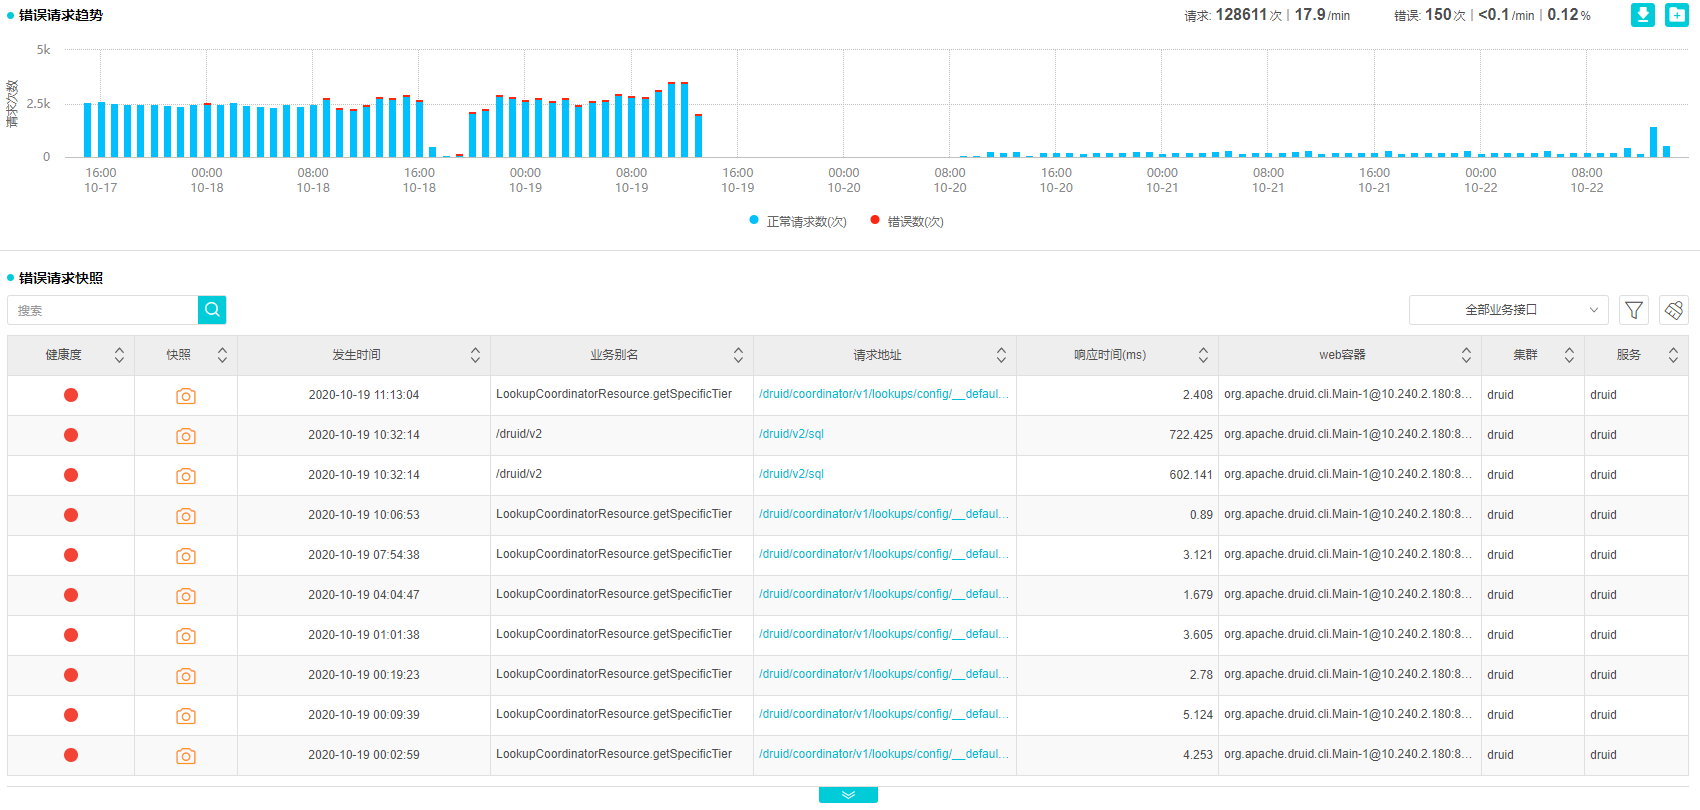 错误请求趋势
请求: 128611次 | 17.9/min 错误: 150次 | <0.1/min | 0.12%
5k
2.5k
0
请求次数
16:00 00:00 08:00 16:00 00:00 08:00 16:00 00:00 08:00 16:00 00:00 08:00 16:00 00:00 08:00
10-17 10-18 10-18 10-18 10-19 10-19 10-19 10-20 10-20 10-20 10-21 10-21 10-21 10-22 10-22
正常请求数(次) 错误数(次)
错误请求快照
搜索 全部业务接口
健康度 快照 发生时间 业务别名 请求地址 响应时间(ms) web容器 集群 服务
2020-10-19 11:13:04 LookupCoordinatorResource.getSpecificTier /druid/coordinator/v1/lookups/config/__defaul... 2.408 org.apache.druid.cli.Main-1@10.240.2.180:8... druid druid
2020-10-19 10:32:14 /druid/v2 /druid/v2/sql 722.425 org.apache.druid.cli.Main-1@10.240.2.180:8... druid druid
2020-10-19 10:32:14 /druid/v2 /druid/v2/sql 602.141 org.apache.druid.cli.Main-1@10.240.2.180:8... druid druid
2020-10-19 10:06:53 LookupCoordinatorResource.getSpecificTier /druid/coordinator/v1/lookups/config/__defaul... 0.89 org.apache.druid.cli.Main-1@10.240.2.180:8... druid druid
2020-10-19 07:54:38 LookupCoordinatorResource.getSpecificTier /druid/coordinator/v1/lookups/config/__defaul... 3.121 org.apache.druid.cli.Main-1@10.240.2.180:8... druid druid
2020-10-19 04:04:47 LookupCoordinatorResource.getSpecificTier /druid/coordinator/v1/lookups/config/__defaul... 1.679 org.apache.druid.cli.Main-1@10.240.2.180:8... druid druid
2020-10-19 01:01:38 LookupCoordinatorResource.getSpecificTier /druid/coordinator/v1/lookups/config/__defaul... 3.605 org.apache.druid.cli.Main-1@10.240.2.180:8... druid druid
2020-10-19 00:19:23 LookupCoordinatorResource.getSpecificTier /druid/coordinator/v1/lookups/config/__defaul... 2.78 org.apache.druid.cli.Main-1@10.240.2.180:8... druid druid
2020-10-19 00:09:39 LookupCoordinatorResource.getSpecificTier /druid/coordinator/v1/lookups/config/__defaul... 5.124 org.apache.druid.cli.Main-1@10.240.2.180:8... druid druid
2020-10-19 00:02:59 LookupCoordinatorResource.getSpecificTier /druid/coordinator/v1/lookups/config/__defaul... 4.253 org.apache.druid.cli.Main-1@10.240.2.180:8... druid druid